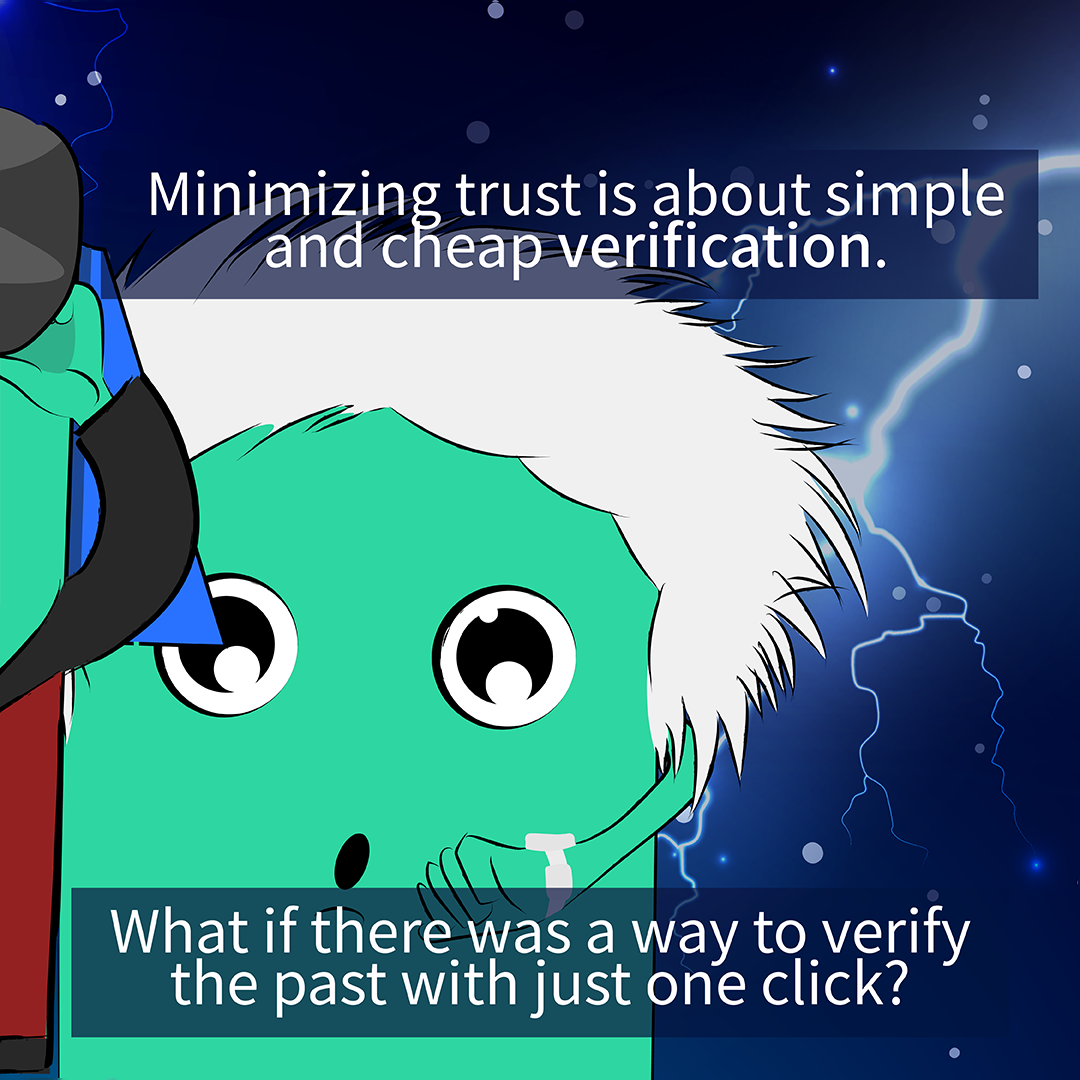 Minimizing trust is about simple
and cheap verification.
What if there was a way to verify
the past with just one click?